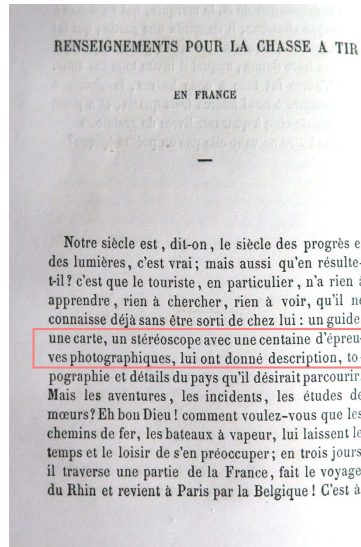 RENSEIGNEMENTS POUR LA CHASSE A TIR
EN FRANCE
Notre siècle est , dit-on , le siècle des progrès e
des lumières, c'est vrai; mais aussi qu'en résulte-
t-il? c'est que le touriste, en particulier, n'a rien à
apprendre , rien à chercher, rien à voir, qu'il ne
connaisse déjà sans être sorti de chez lui : un guide
une carte, un stéréoscope avec une centaine d'épreu-
ves photographiques, lui ont donné description, to-
pographie et détails du pays qu'il désirait parcourir.
Mais les aventures, les incidents, les études de
mœurs? Eh bon Dieu ! comment voulez-vous que les
chemins de fer, les bateaux à vapeur, lui laissent le
temps et le loisir de s'en préoccuper; en trois jours
il traverse une partie de la France, fait le voyage
du Rhin et revient à Paris par la Belgique ! C'est à